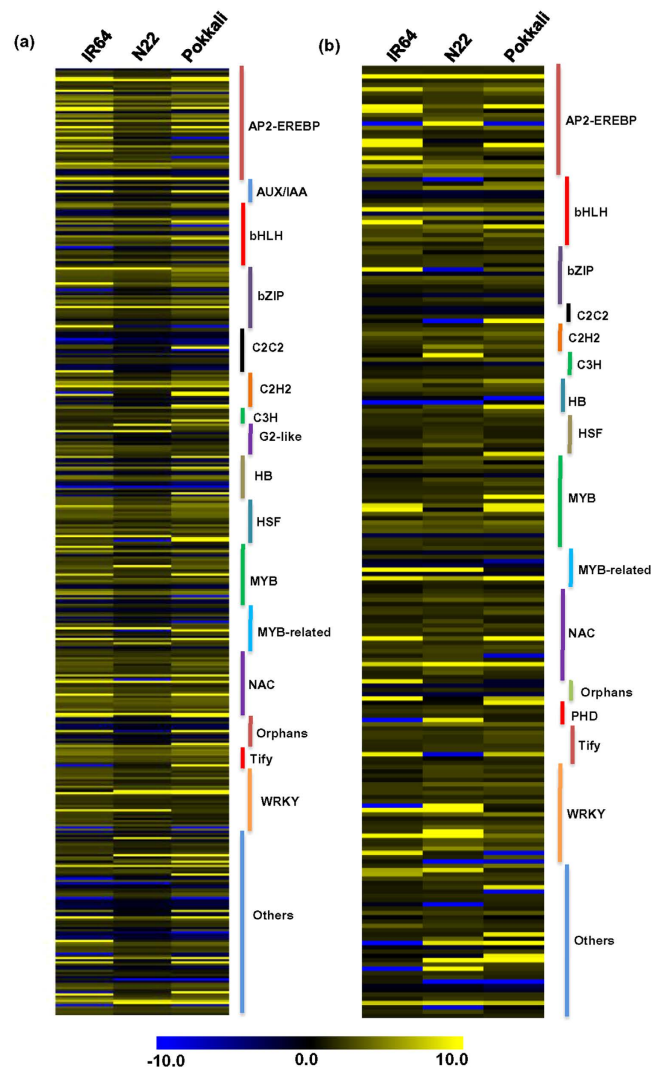 (a)
IR64 N22 Pokkali
AP2-EREBP
AUX/IAA
bHLH
bZIP
C2C2
C2H2
C3H
G2-like
HB
HSF
MYB
MYB-related
NAC
Orphans
Tify
WRKY
Others
(b)
IR64 N22 Pokkali
AP2-EREBP
bHLH
bZIP
C2C2
C2H2
C3H
HB
HSF
MYB
MYB-related
NAC
Orphans
PHD
Tify
WRKY
Others
-10.0 0.0 10.0